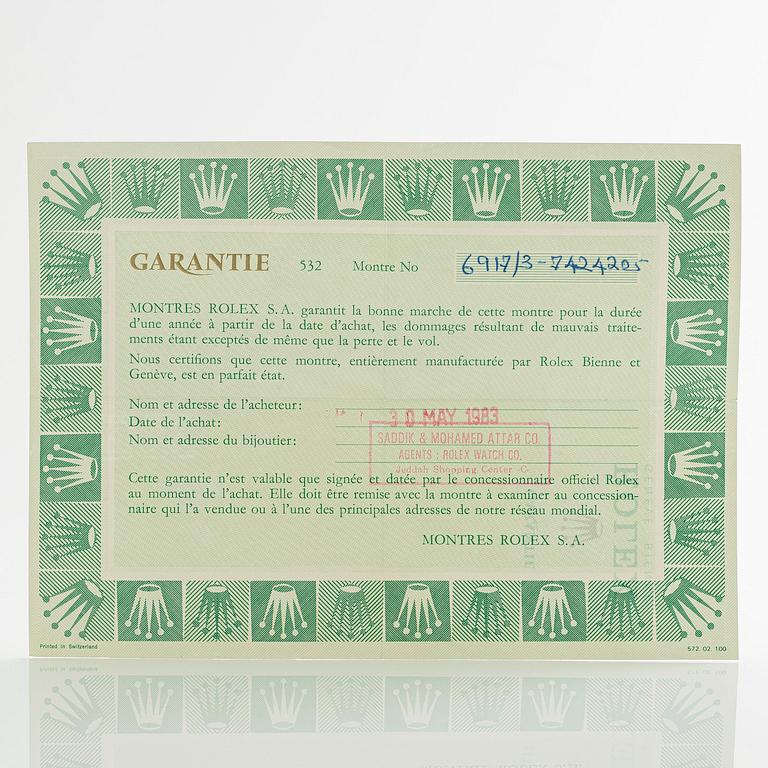 GARANTIE 532 Montre No 6917/3-7424205
MONTRES ROLEX S.A. garantit la bonne marche de cette montre pour la durée
d'une année à partir de la date d'achat, les dommages résultant de mauvais traite-
ments étant exceptés de même que la perte et le vol.
Nous certifions que cette montre, entièrement manufacturée par Rolex Bienne et
Genève, est en parfait état.
Nom et adresse de l'acheteur:
Date de l'achat: 30 MAY 1983
Nom et adresse du bijoutier: SADDIK & MOHAMED ATTAR CO.
AGENTS : ROLEX WATCH CO.
Jeddah Shopping Center -C-
Cette garantie n'est valable que signée et datée par le concessionnaire officiel Rolex
au moment de l'achat. Elle doit être remise avec la montre à examiner au concession-
naire qui l'a vendue ou à l'une des principales adresses de notre réseau mondial.
MONTRES ROLEX S.A.
Printed in Switzerland
572. 02. 100